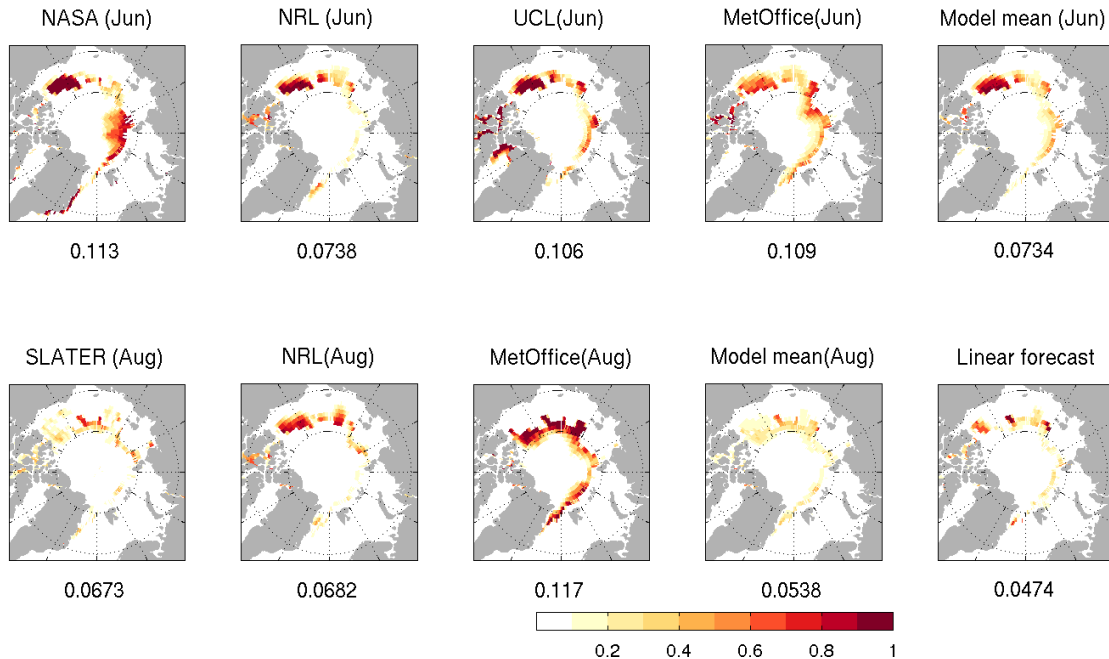 NASA (Jun)
NRL (Jun)
UCL(Jun)
MetOffice(Jun)
Model mean (Jun)
0.113
0.0738
0.106
0.109
0.0734
SLATER (Aug)
NRL(Aug)
MetOffice(Aug)
Model mean(Aug)
Linear forecast
0.0673
0.0682
0.117
0.0538
0.0474
0.2 0.4 0.6 0.8 1